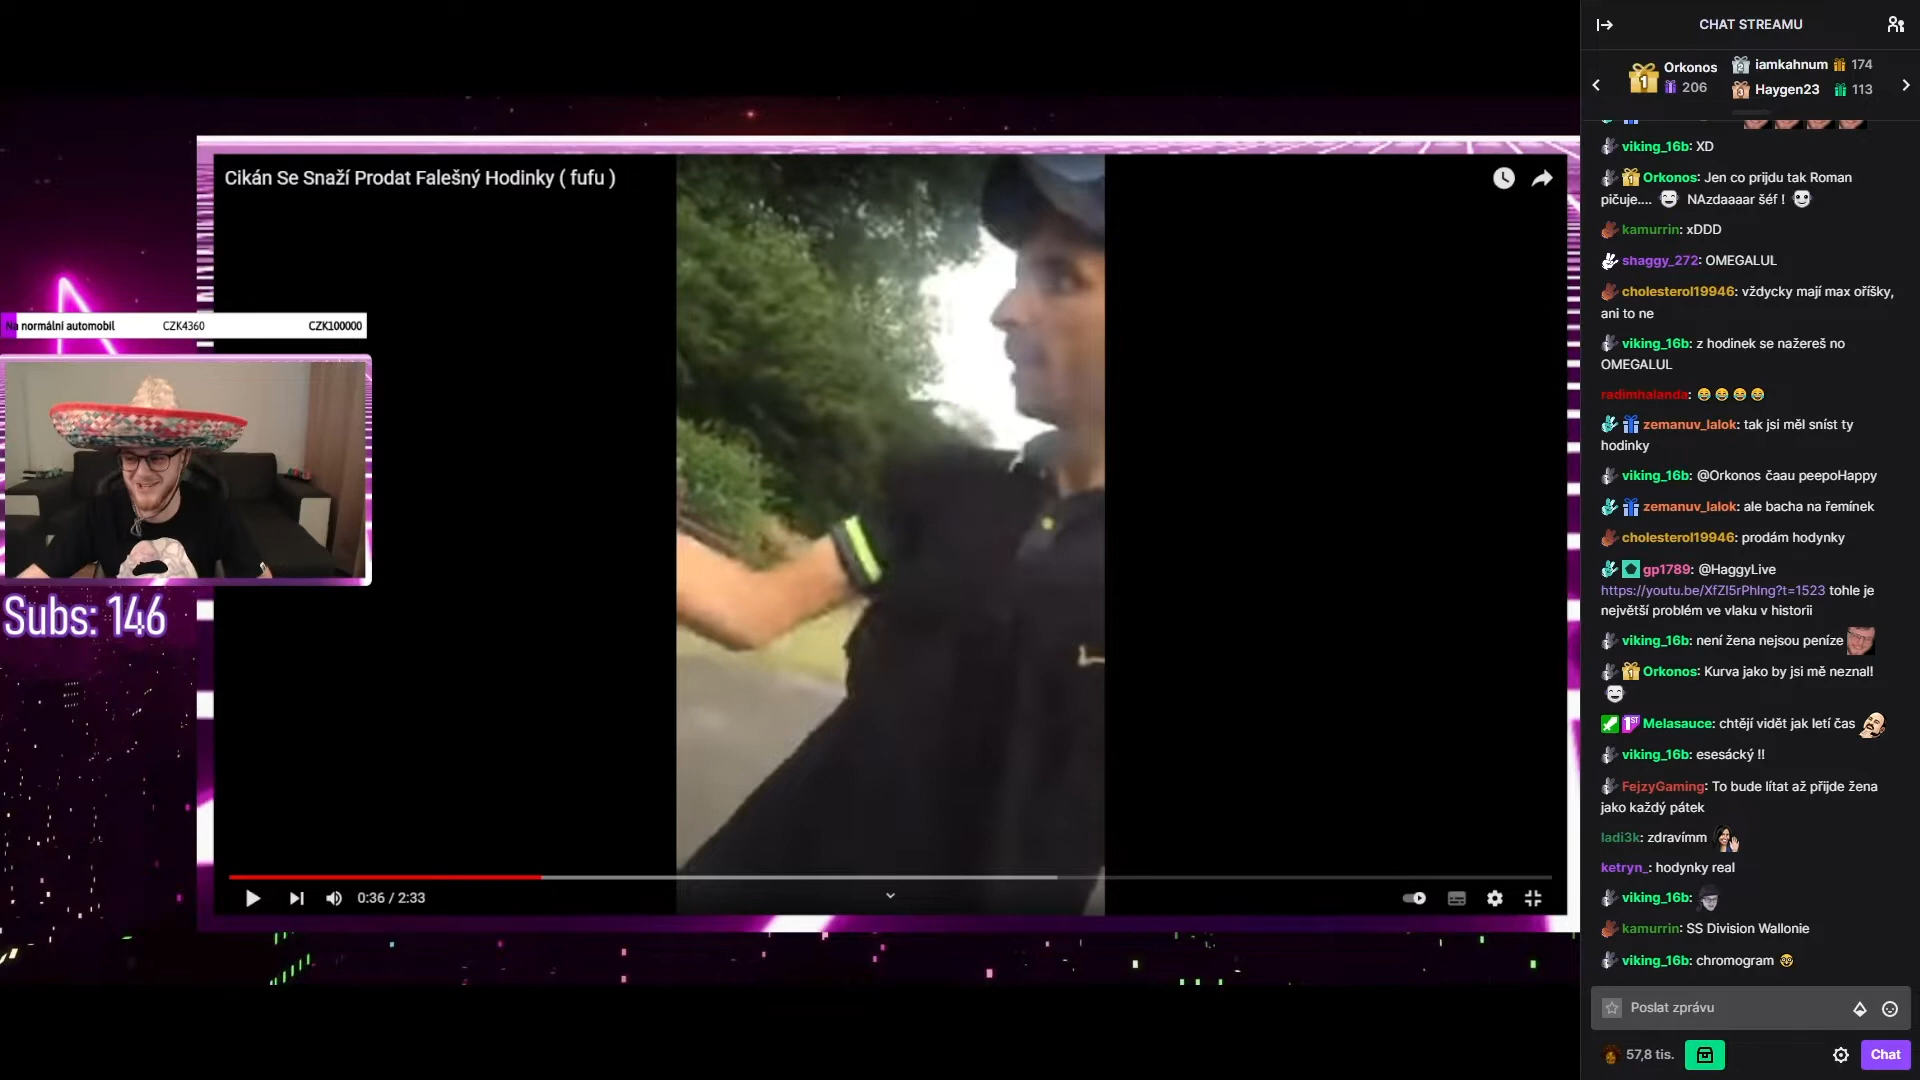 Cikán Se Snaží Prodat Falešný Hodinky ( fufu )
Na normální automobil CZK4360 CZK100000
Subs: 146
0:36 / 2:33
CHAT STREAMU
1 Orkonos
206
2 iamkahnum 174
3 Haygen23 113
viking_16b: XD
Orkonos: Jen co prijdu tak Roman
pičuje.... NAzdaaaar šéf !
kamurrin: xDDD
shaggy_272: OMEGALUL
cholesterol19946: vždycky mají max oříšky,
ani to ne
viking_16b: z hodinek se nažereš no
OMEGALUL
radimhalanda: 😂 😂 😂 😂
zemanuv_lalok: tak jsi měl sníst ty
hodinky
viking_16b: @Orkonos čaau peepoHappy
zemanuv_lalok: ale bacha na řemínek
cholesterol19946: prodám hodynky
gp1789: @HaggyLive
https://youtu.be/XfZl5rPhlng?t=1523 tohle je
největší problém ve vlaku v historii
viking_16b: není žena nejsou peníze
Orkonos: Kurva jako by jsi mě neznal!
Melasauce: chtějí vidět jak letí čas
viking_16b: esesácký !!
FejzyGaming: To bude lítat až přijde žena
jako každý pátek
ladi3k: zdravímm
ketryn_: hodynky real
viking_16b:
kamurrin: SS Division Wallonie
viking_16b: chromogram 🤓
Poslat zprávu
57,8 tis.
Chat